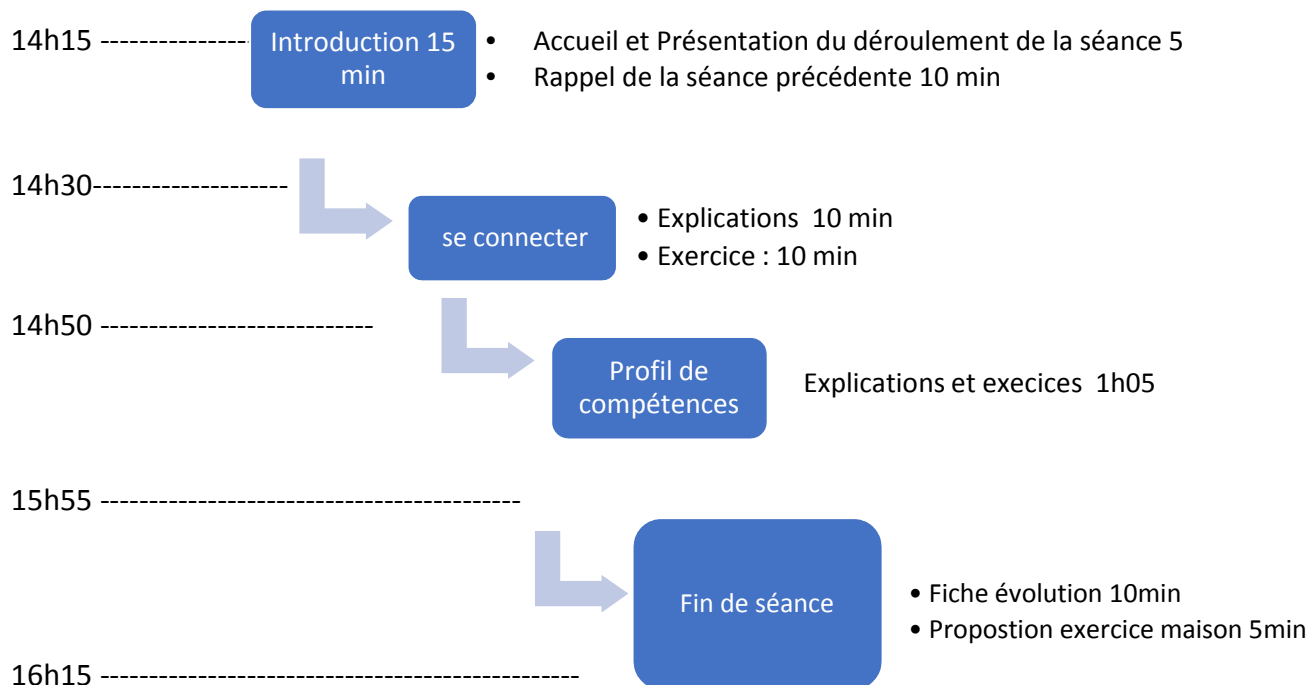 14h15 ---------------
Introduction 15
min
• Accueil et Présentation du déroulement de la séance 5
• Rappel de la séance précédente 10 min
14h30-------------------
se connecter
• Explications 10 min
• Exercice : 10 min
14h50 ---------------------------
Profil de
compétences
Explications et execices 1h05
15h55 ------------------------------------------
Fin de séance
• Fiche évolution 10min
• Propostion exercice maison 5min
16h15 ------------------------------------------------